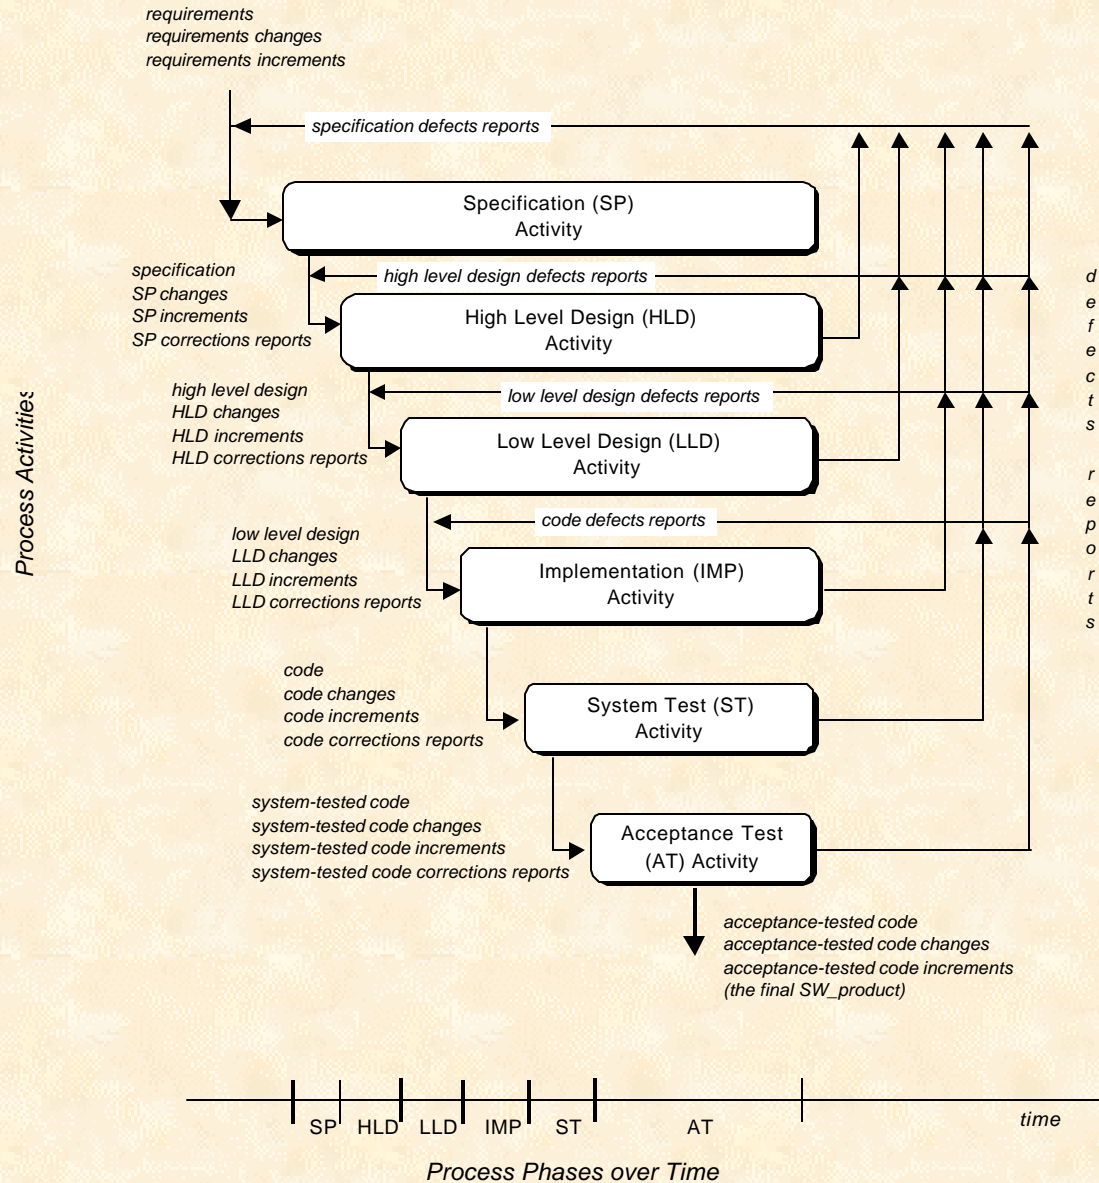 requirements
requirements changes
requirements increments
specification defects reports
Specification (SP)
Activity
specification
SP changes
SP increments
SP corrections reports
high level design defects reports
High Level Design (HLD)
Activity
high level design
HLD changes
HLD increments
HLD corrections reports
low level design defects reports
Low Level Design (LLD)
Activity
low level design
LLD changes
LLD increments
LLD corrections reports
code defects reports
Implementation (IMP)
Activity
code
code changes
code increments
code corrections reports
System Test (ST)
Activity
system-tested code
system-tested code changes
system-tested code increments
system-tested code corrections reports
Acceptance Test
(AT) Activity
acceptance-tested code
acceptance-tested code changes
acceptance-tested code increments
(the final SW_product)
defects reports
Process Activities
SP HLD LLD IMP ST AT
time
Process Phases over Time